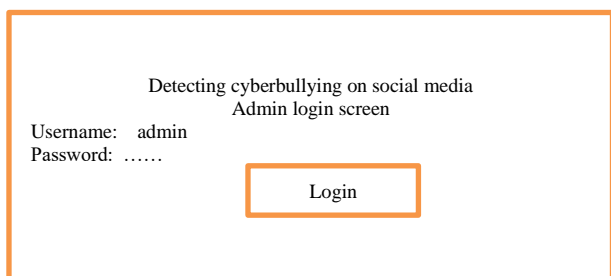 Detecting cyberbullying on social media
Admin login screen
Username: admin
Password: ……
Login